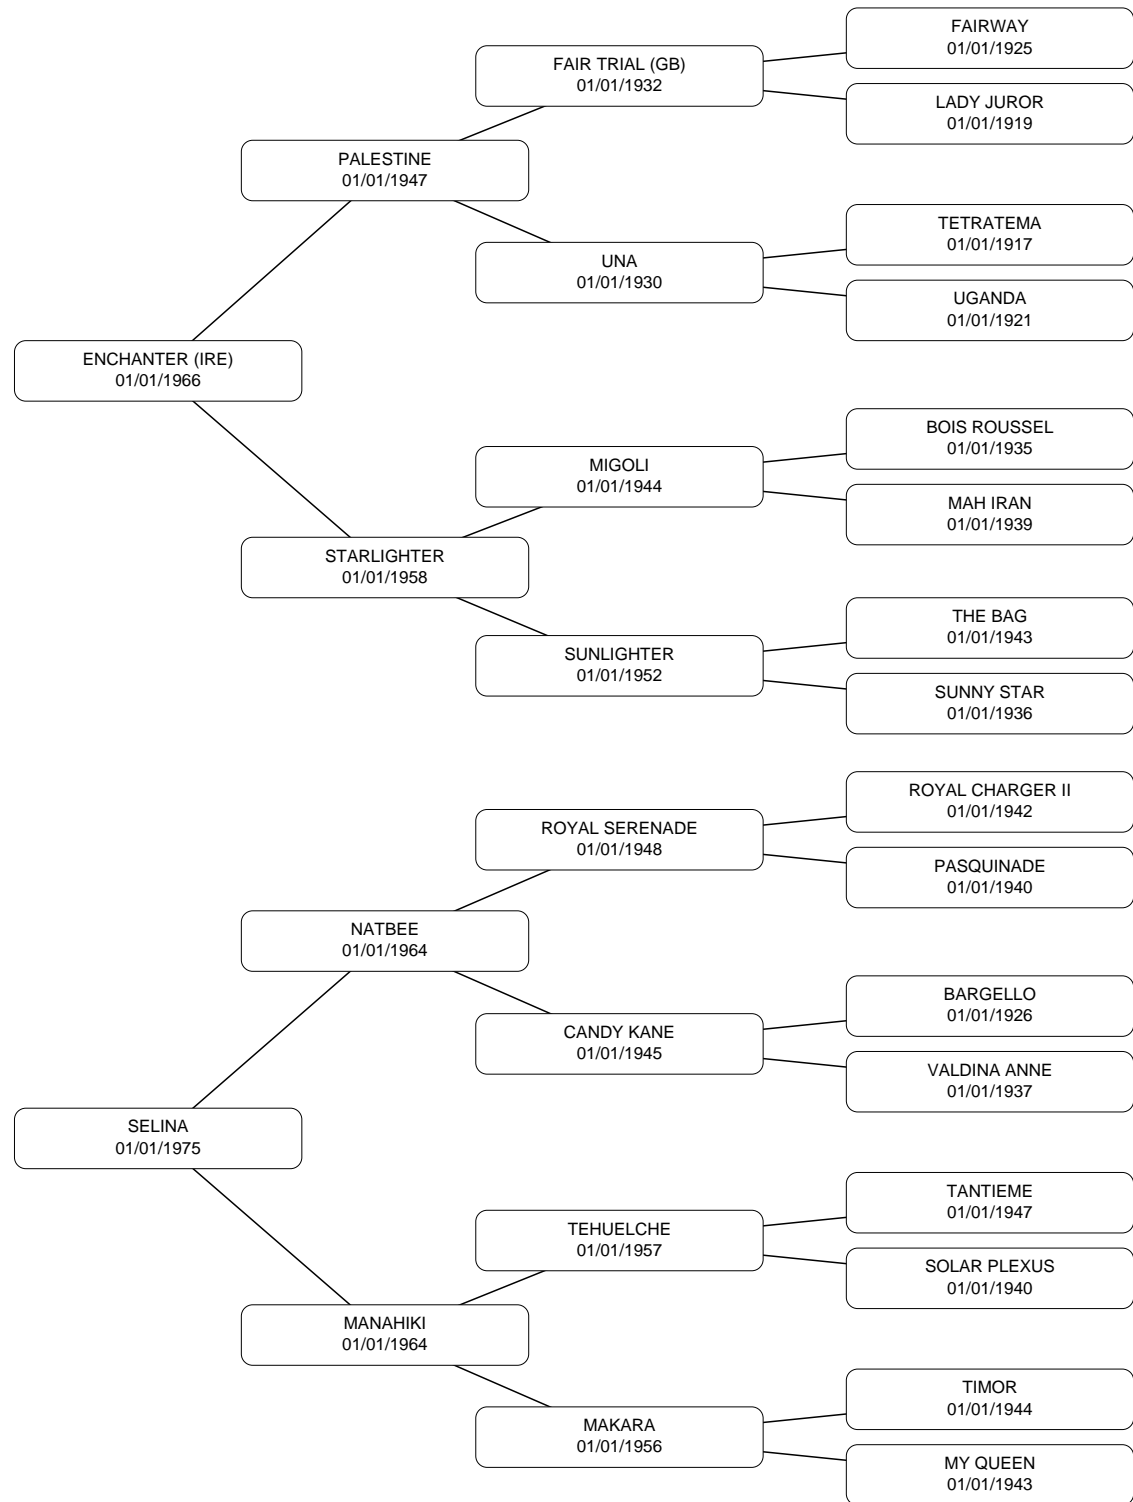 FAIRWAY
01/01/1925
FAIR TRIAL (GB)
01/01/1932
LADY JUROR
01/01/1919
PALESTINE
01/01/1947
TETRATEMA
01/01/1917
UNA
01/01/1930
UGANDA
01/01/1921
ENCHANTER (IRE)
01/01/1966
BOIS ROUSSEL
01/01/1935
MIGOLI
01/01/1944
MAH IRAN
01/01/1939
STARLIGHTER
01/01/1958
THE BAG
01/01/1943
SUNLIGHTER
01/01/1952
SUNNY STAR
01/01/1936
ROYAL CHARGER II
01/01/1942
ROYAL SERENADE
01/01/1948
PASQUINADE
01/01/1940
NATBEE
01/01/1964
BARGELLO
01/01/1926
CANDY KANE
01/01/1945
VALDINA ANNE
01/01/1937
SELINA
01/01/1975
TANTIEME
01/01/1947
TEHUELCHE
01/01/1957
SOLAR PLEXUS
01/01/1940
MANAHIKI
01/01/1964
TIMOR
01/01/1944
MAKARA
01/01/1956
MY QUEEN
01/01/1943